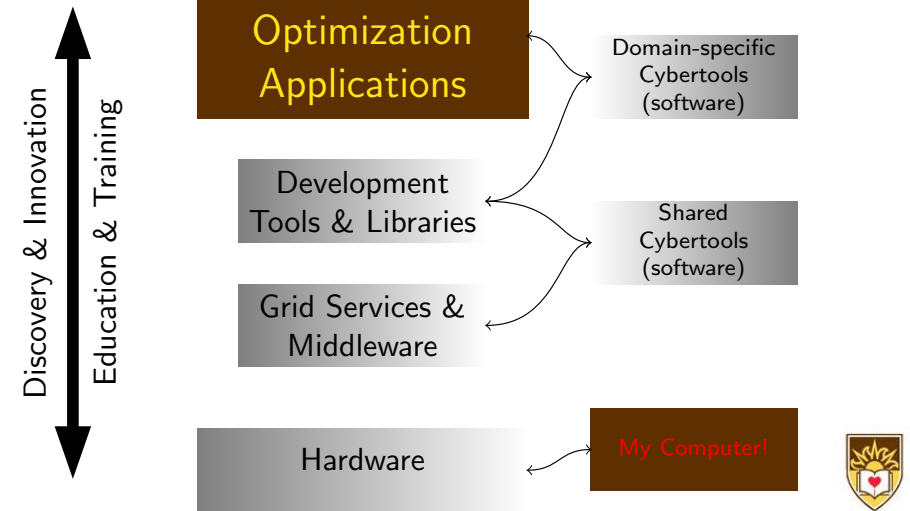 Discovery & Innovation
Education & Training
Optimization
Applications
Domain-specific
Cybertools
(software)
Development
Tools & Libraries
Shared
Cybertools
(software)
Grid Services &
Middleware
Hardware
My Computer!